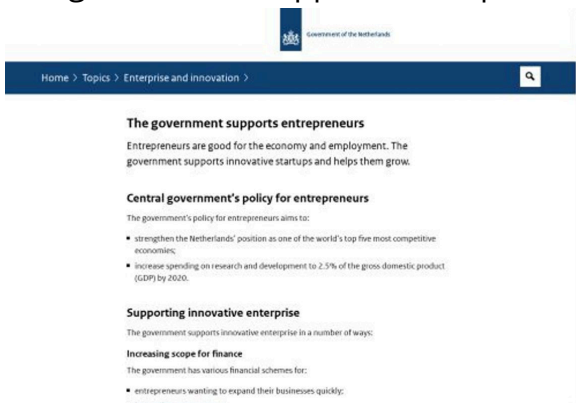 Government of the Netherlands
Home > Topics > Enterprise and innovation >
The government supports entrepreneurs
Entrepreneurs are good for the economy and employment. The
government supports innovative startups and helps them grow.
Central government's policy for entrepreneurs
The government's policy for entrepreneurs aims to:
▪ strengthen the Netherlands' position as one of the world's top five most competitive
economies;
▪ increase spending on research and development to 2.5% of the gross domestic product
(GDP) by 2020.
Supporting innovative enterprise
The government supports innovative enterprise in a number of ways:
Increasing scope for finance
The government has various financial schemes for:
▪ entrepreneurs wanting to expand their businesses quickly;